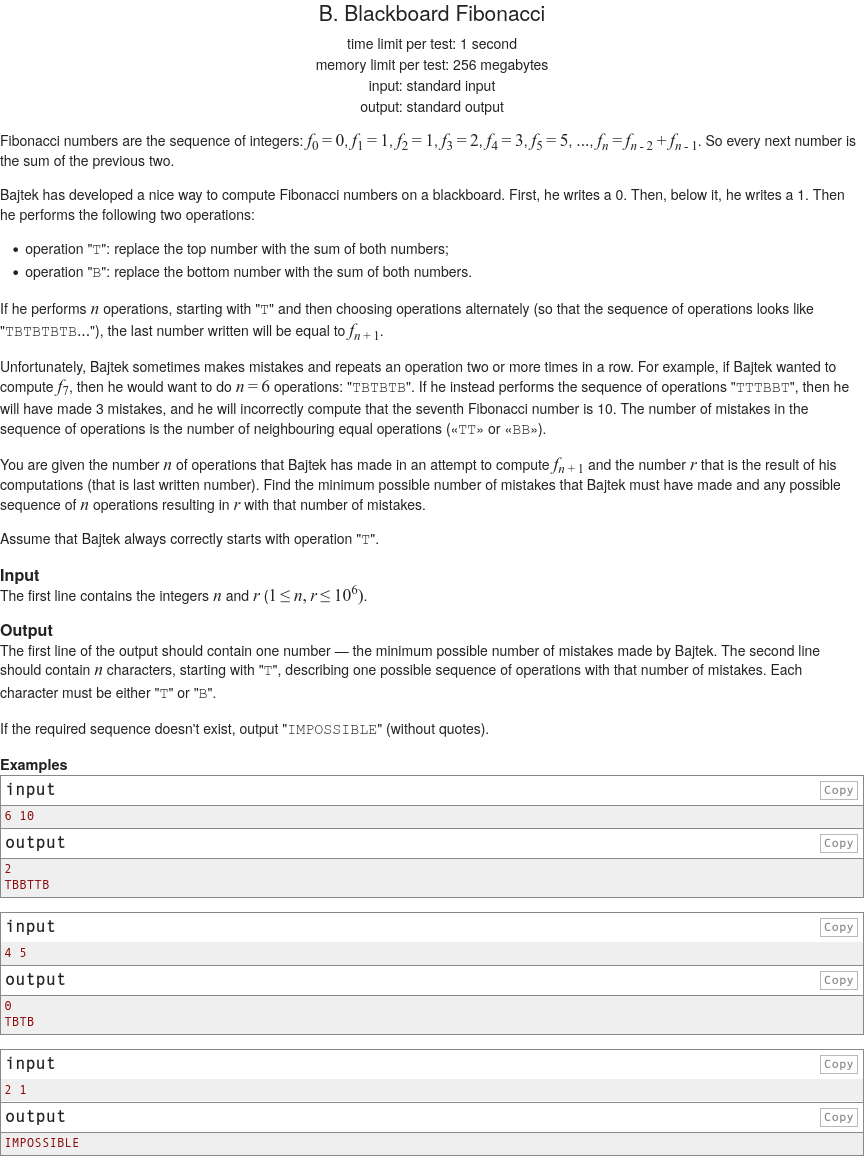 B. Blackboard Fibonacci
time limit per test: 1 second
memory limit per test: 256 megabytes
input: standard input
output: standard output
Fibonacci numbers are the sequence of integers: f0 = 0, f1 = 1, f2 = 1, f3 = 2, f4 = 3, f5 = 5, ..., fn = fn - 2 + fn - 1. So every next number is
the sum of the previous two.
Bajtek has developed a nice way to compute Fibonacci numbers on a blackboard. First, he writes a 0. Then, below it, he writes a 1. Then
he performs the following two operations:
• operation "T": replace the top number with the sum of both numbers;
• operation "B": replace the bottom number with the sum of both numbers.
If he performs n operations, starting with "T" and then choosing operations alternately (so that the sequence of operations looks like
"TBTBTBTB..."), the last number written will be equal to fn + 1.
Unfortunately, Bajtek sometimes makes mistakes and repeats an operation two or more times in a row. For example, if Bajtek wanted to
compute f7, then he would want to do n = 6 operations: "TBTBTB". If he instead performs the sequence of operations "TTTBBT", then he
will have made 3 mistakes, and he will incorrectly compute that the seventh Fibonacci number is 10. The number of mistakes in the
sequence of operations is the number of neighbouring equal operations («TT» or «BB»).
You are given the number n of operations that Bajtek has made in an attempt to compute fn + 1 and the number r that is the result of his
computations (that is last written number). Find the minimum possible number of mistakes that Bajtek must have made and any possible
sequence of n operations resulting in r with that number of mistakes.
Assume that Bajtek always correctly starts with operation "T".
Input
The first line contains the integers n and r (1 ≤ n, r ≤ 10^6).
Output
The first line of the output should contain one number — the minimum possible number of mistakes made by Bajtek. The second line
should contain n characters, starting with "T", describing one possible sequence of operations with that number of mistakes. Each
character must be either "T" or "B".
If the required sequence doesn't exist, output "IMPOSSIBLE" (without quotes).
Examples
input Copy
6 10
output Copy
2
TBBTTB
input Copy
4 5
output Copy
0
TBTB
input Copy
2 1
output Copy
IMPOSSIBLE